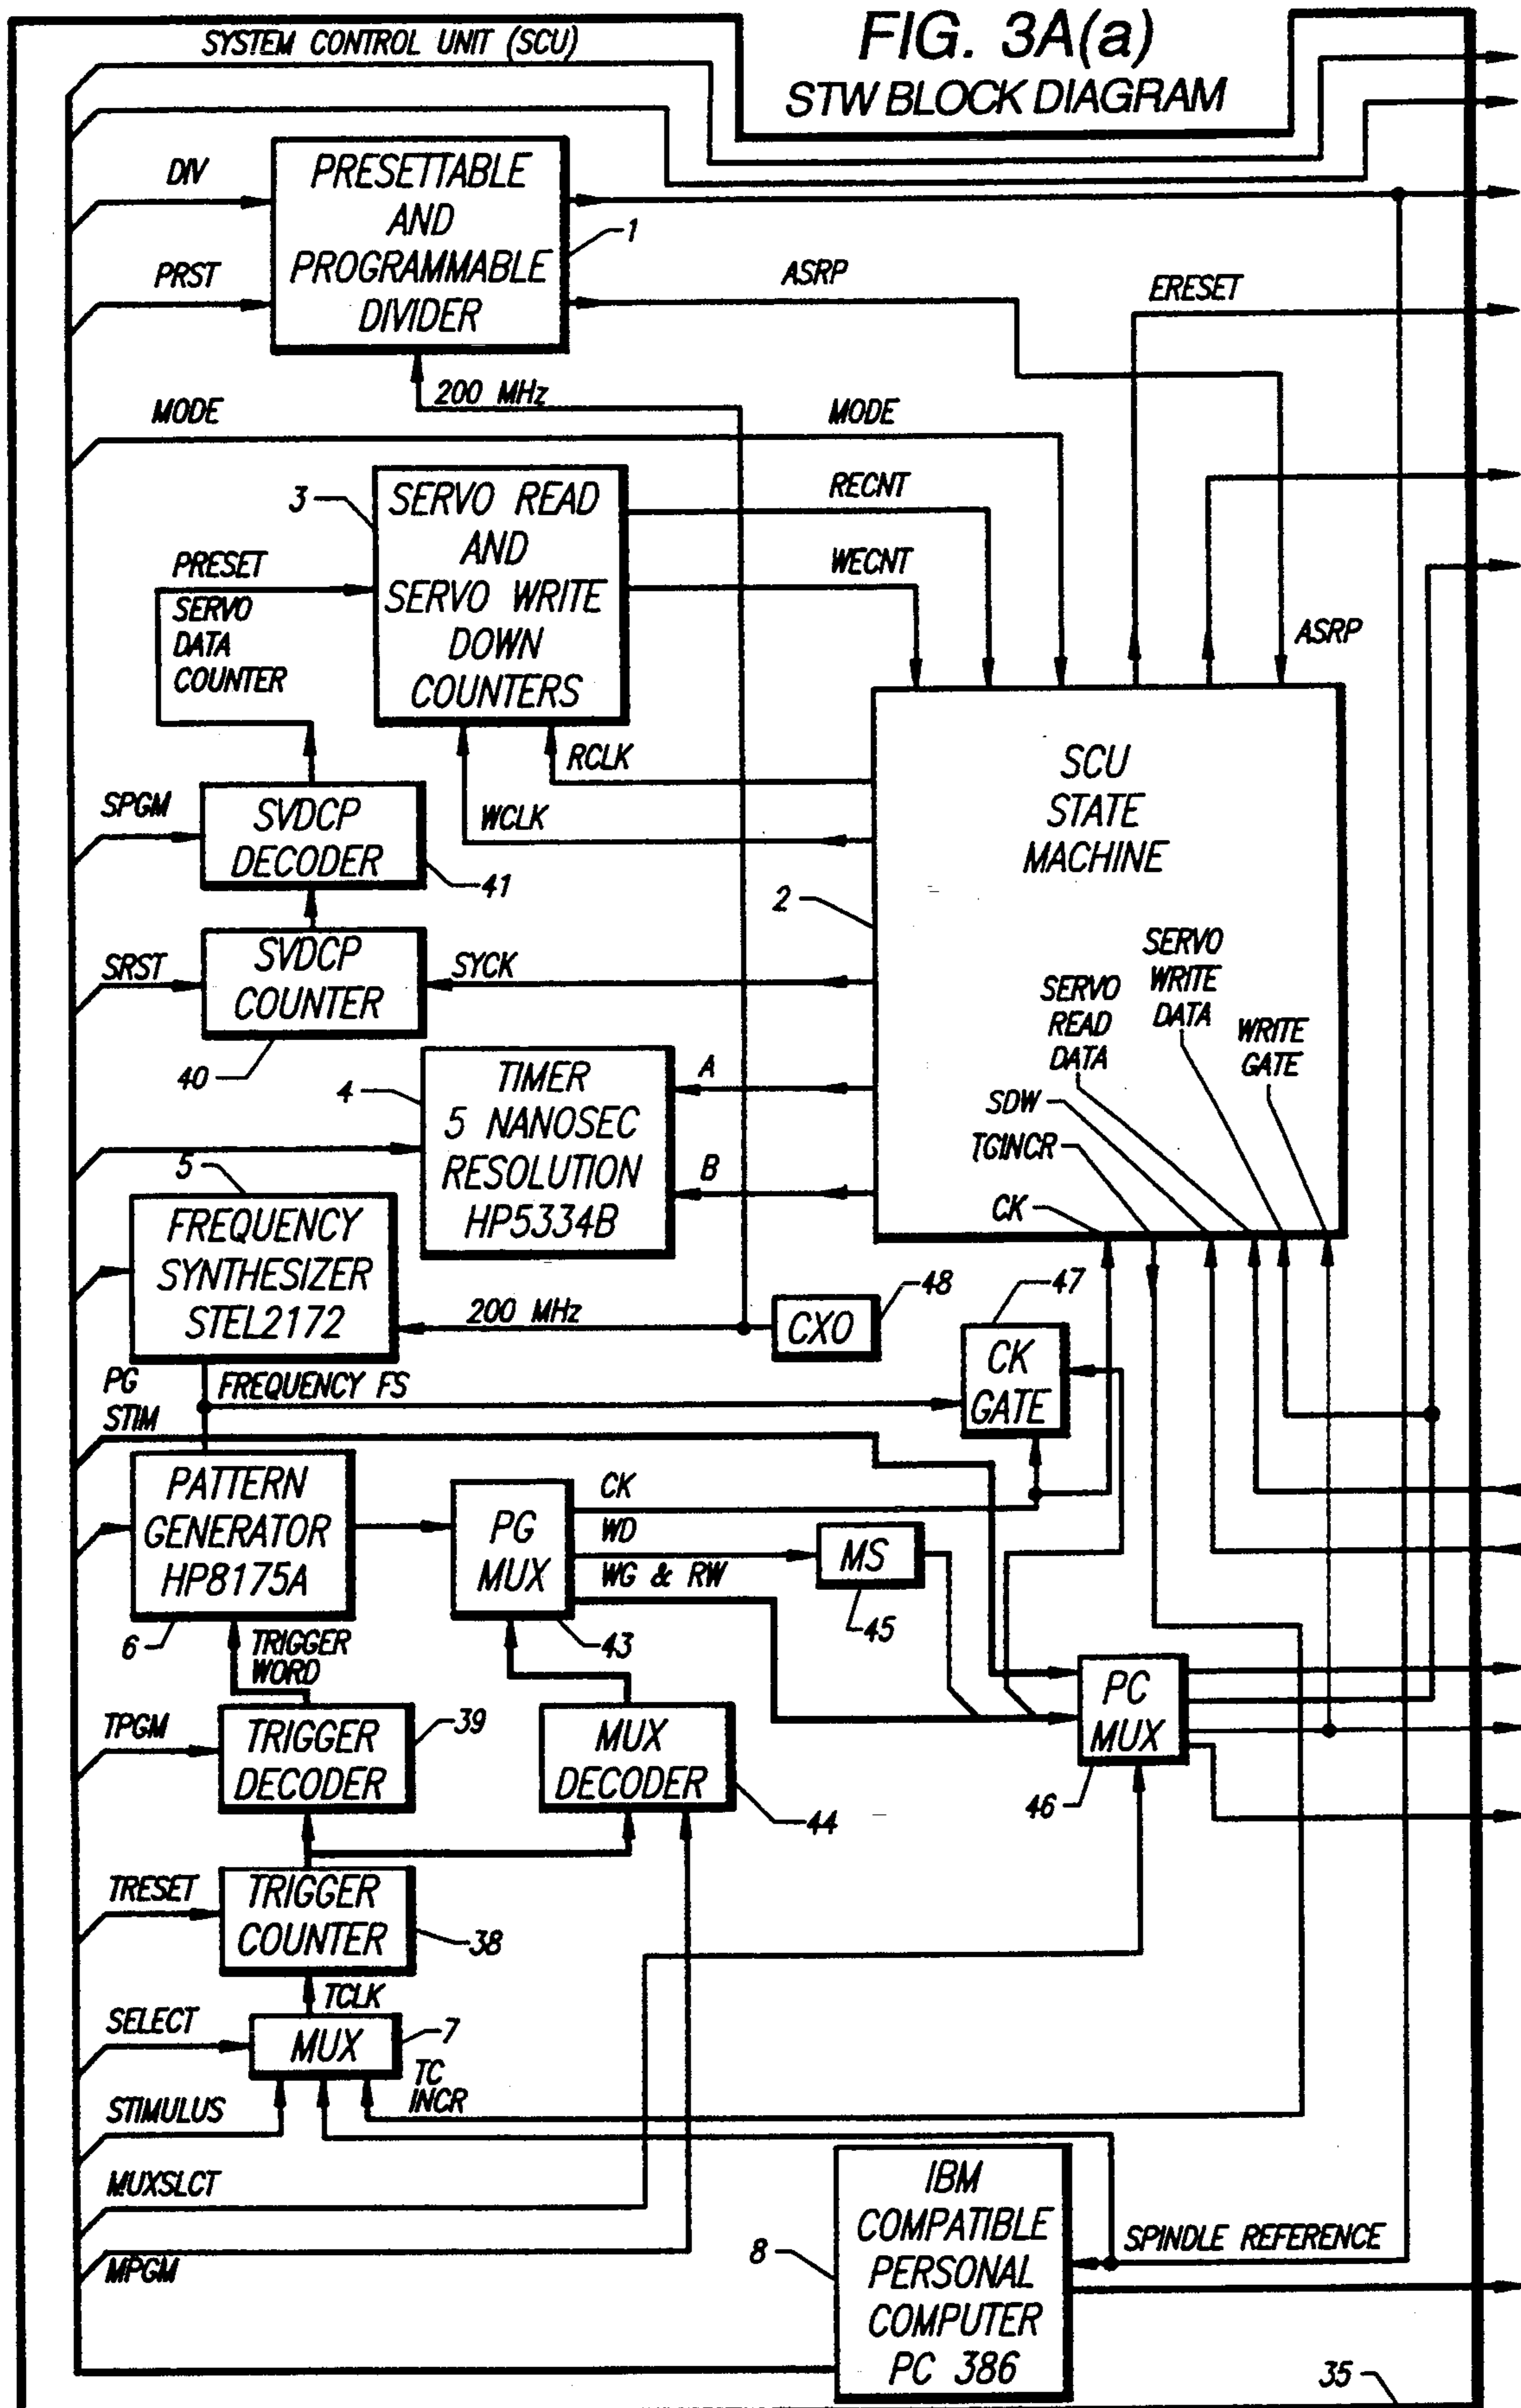 FIG. 3A(a)
STW BLOCK DIAGRAM
SYSTEM CONTROL UNIT (SCU)
DIV
PRESETTABLE
AND
PROGRAMMABLE
DIVIDER
1
PRST
ASRP
ERESET
200 MHz
MODE
MODE
3
SERVO READ
AND
SERVO WRITE
DOWN
COUNTERS
RECNT
WECNT
PRESET
SERVO
DATA
COUNTER
ASRP
RCLK
WCLK
SCU
STATE
MACHINE
2
SPGM
SVDCP
DECODER
41
SRST
SVDCP
COUNTER
40
SYCK
SERVO
WRITE
DATA
SERVO
READ
DATA
WRITE
GATE
SDW
TGINCR
CK
4
TIMER
5 NANOSEC
RESOLUTION
HP5334B
A
B
5
FREQUENCY
SYNTHESIZER
STEL2172
200 MHz
CXO
48
47
CK
GATE
PG
STIM
FREQUENCY FS
PATTERN
GENERATOR
HP8175A
6
PG
MUX
43
CK
WD
WG & RW
MS
45
TRIGGER
WORD
PC
MUX
46
TPGM
TRIGGER
DECODER
39
MUX
DECODER
44
TRESET
TRIGGER
COUNTER
38
TCLK
SELECT
MUX
7
TC
INCR
STIMULUS
MUXSLCT
MPGM
8
IBM
COMPATIBLE
PERSONAL
COMPUTER
PC 386
SPINDLE REFERENCE
35